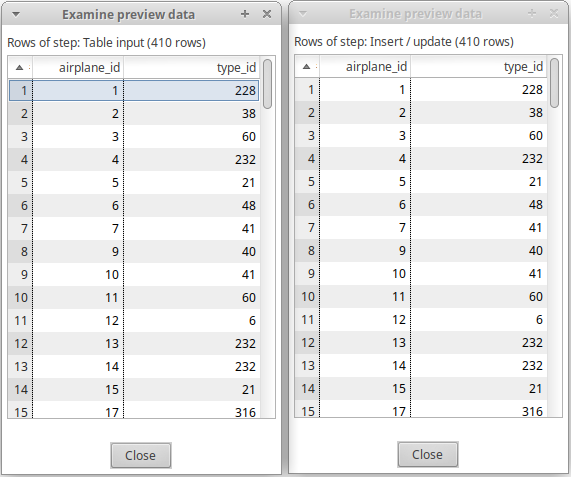 Examine preview data
Rows of step: Table input (410 rows)
airplane_id type_id
1 1 228
2 2 38
3 3 60
4 4 232
5 5 21
6 6 48
7 7 41
8 9 40
9 10 41
10 11 60
11 12 6
12 13 232
13 14 232
14 15 21
15 17 316
Close
Examine preview data
Rows of step: Insert / update (410 rows)
airplane_id type_id
1 1 228
2 2 38
3 3 60
4 4 232
5 5 21
6 6 48
7 7 41
8 9 40
9 10 41
10 11 60
11 12 6
12 13 232
13 14 232
14 15 21
15 17 316
Close